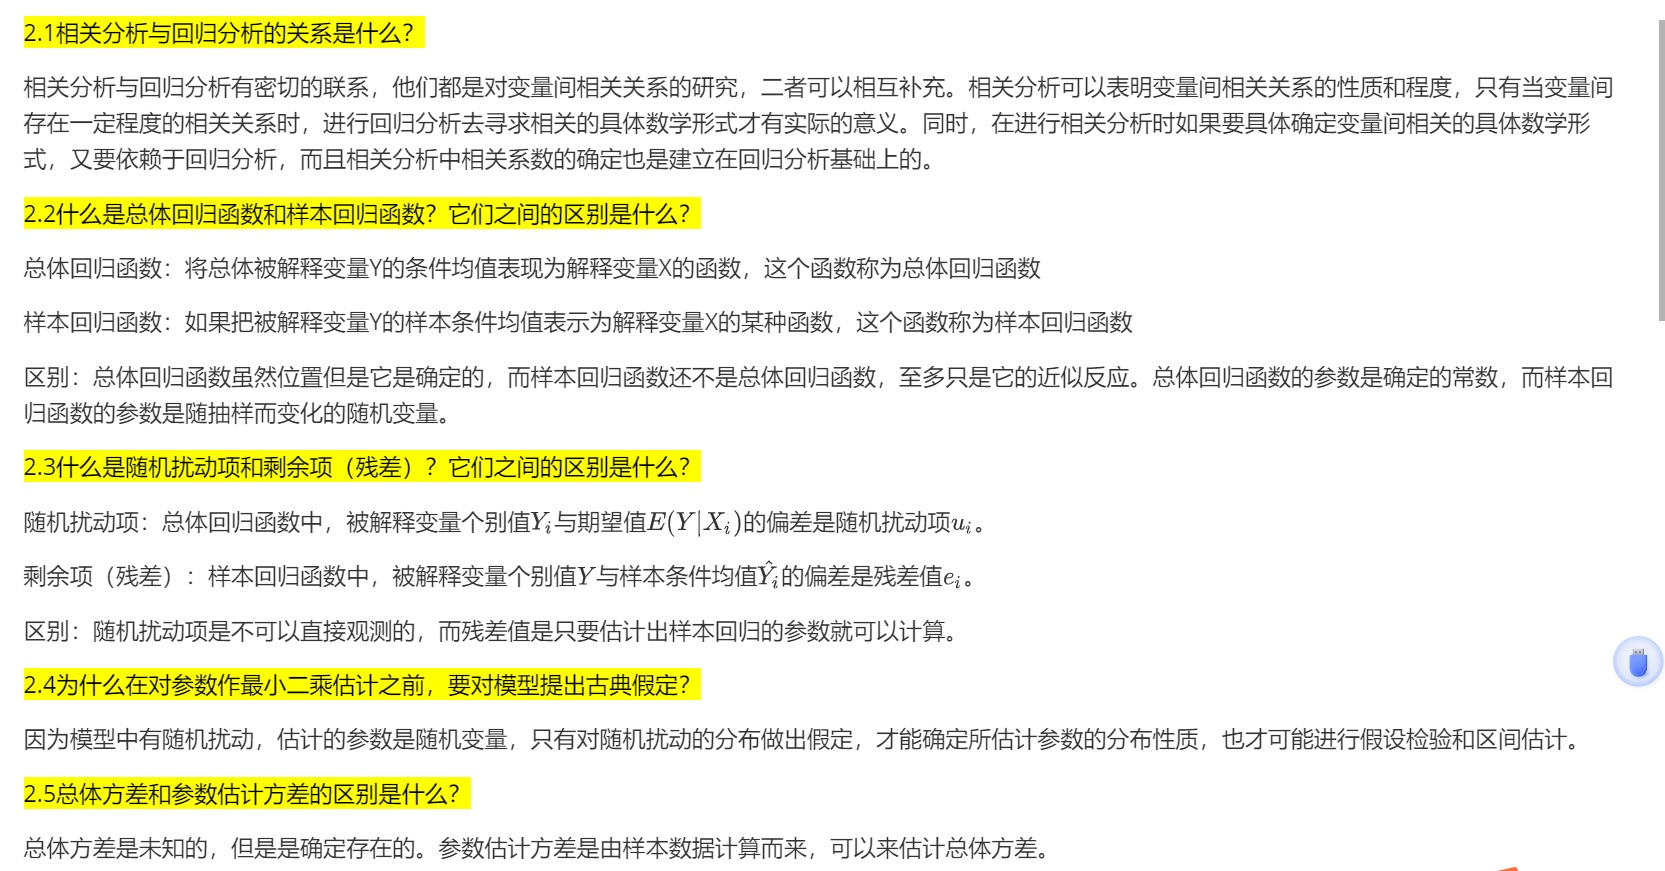 2.1相关分析与回归分析的关系是什么？
相关分析与回归分析有密切的联系，他们都是对变量间相关关系的研究，二者可以相互补充。相关分析可以表明变量间相关关系的性质和程度，只有当变量间
存在一定程度的相关关系时，进行回归分析去寻求相关的具体数学形式才有实际的意义。同时，在进行相关分析时如果要具体确定变量间相关的具体数学形
式，又要依赖于回归分析，而且相关分析中相关系数的确定也是建立在回归分析基础上的。
2.2什么是总体回归函数和样本回归函数？它们之间的区别是什么？
总体回归函数：将总体被解释变量Y的条件均值表现为解释变量X的函数，这个函数称为总体回归函数
样本回归函数：如果把被解释变量Y的样本条件均值表示为解释变量X的某种函数，这个函数称为样本回归函数
区别：总体回归函数虽然位置但是它是确定的，而样本回归函数还不是总体回归函数，至多只是它的近似反应。总体回归函数的参数是确定的常数，而样本回
归函数的参数是随抽样而变化的随机变量。
2.3什么是随机扰动项和剩余项（残差）？它们之间的区别是什么？
随机扰动项：总体回归函数中，被解释变量个别值$Y_i$与期望值$E(Y|X_i)$的偏差是随机扰动项$u_i$。
剩余项（残差）：样本回归函数中，被解释变量个别值$Y$与样本条件均值$\hat{Y_i}$的偏差是残差值$e_i$。
区别：随机扰动项是不可以直接观测的，而残差值是只要估计出样本回归的参数就可以计算。
2.4为什么在对参数作最小二乘估计之前，要对模型提出古典假定？
因为模型中有随机扰动，估计的参数是随机变量，只有对随机扰动的分布做出假定，才能确定所估计参数的分布性质，也才可能进行假设检验和区间估计。
2.5总体方差和参数估计方差的区别是什么？
总体方差是未知的，但是是确定存在的。参数估计方差是由样本数据计算而来，可以来估计总体方差。